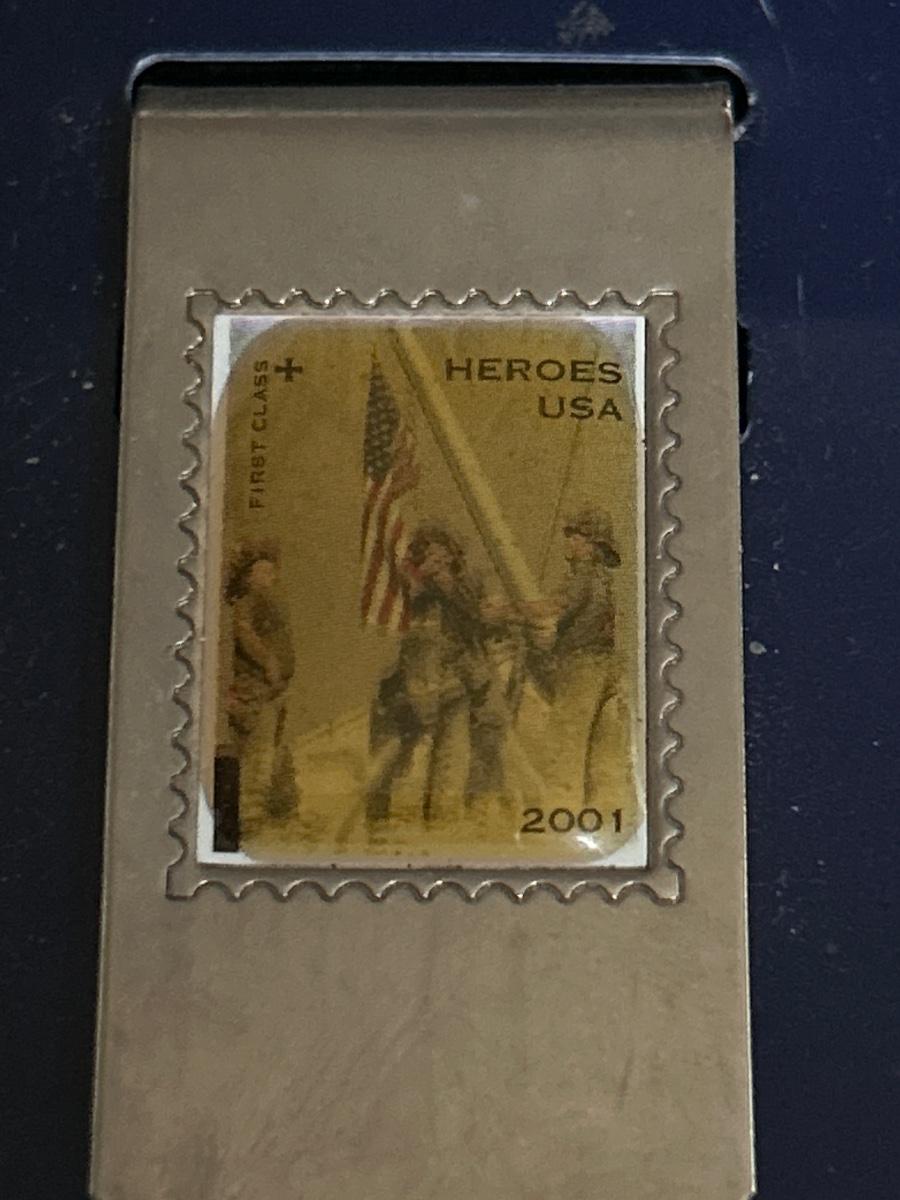 HEROES
USA
FIRST CLASS
+
2001